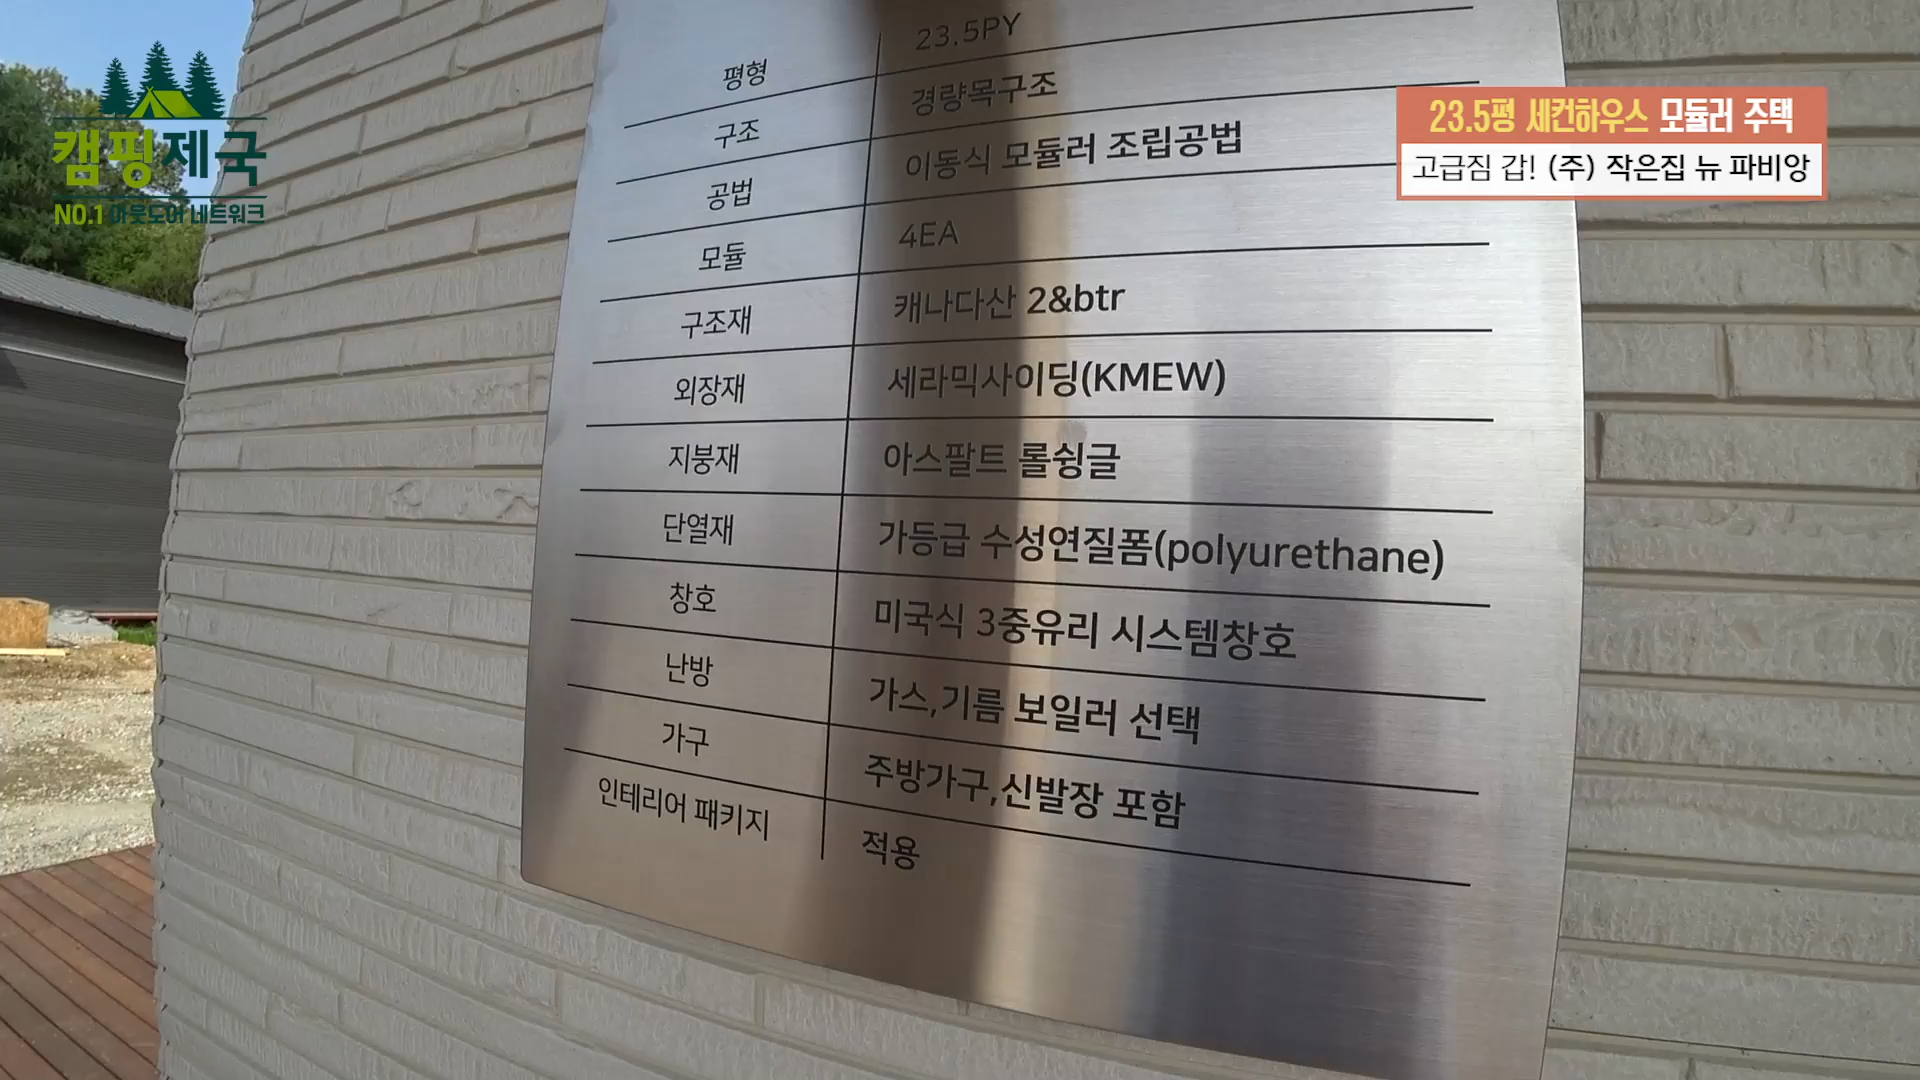 캠핑제국
NO.1 아웃도어 네트워크
23.5평 세컨하우스 모듈러 주택
고급짐 갑! (주) 작은집 뉴 파비앙
평형 23.5PY
구조 경량목구조
공법 이동식 모듈러 조립공법
모듈 4EA
구조재 캐나다산 2&btr
외장재 세라믹사이딩(KMEW)
지붕재 아스팔트 롤슁글
단열재 가등급 수성연질폼(polyurethane)
창호 미국식 3중유리 시스템창호
난방 가스,기름 보일러 선택
가구 주방가구,신발장 포함
인테리어 패키지 적용